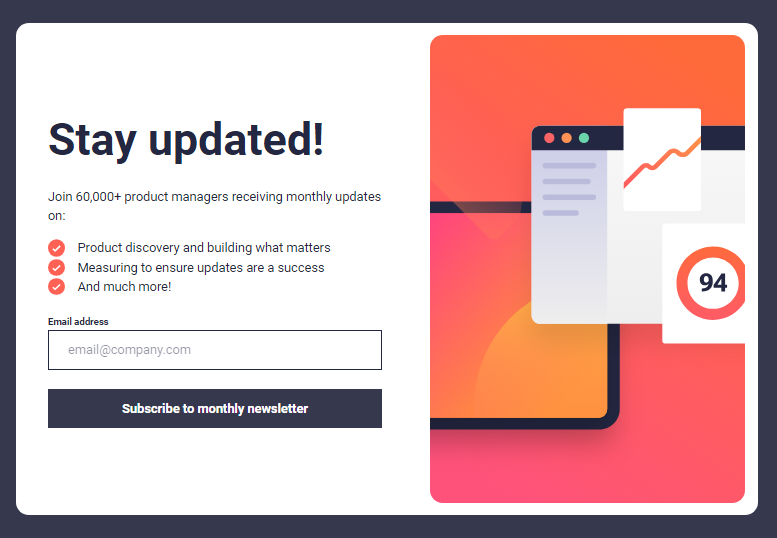 Stay updated!
Join 60,000+ product managers receiving monthly updates
on:
Product discovery and building what matters
Measuring to ensure updates are a success
And much more!
Email address
email@company.com
Subscribe to monthly newsletter
94